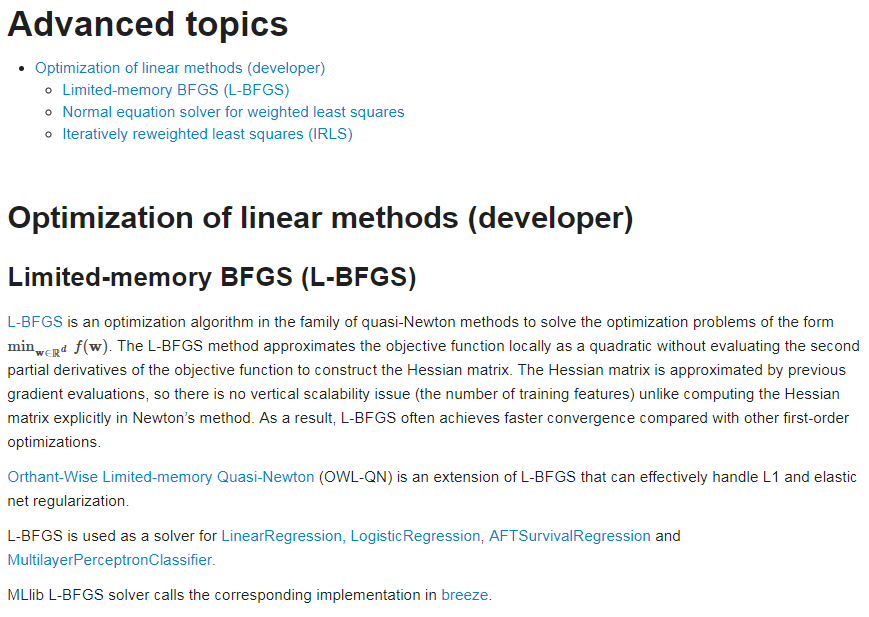 Advanced topics
Optimization of linear methods (developer)
Limited-memory BFGS (L-BFGS)
Normal equation solver for weighted least squares
Iteratively reweighted least squares (IRLS)
Optimization of linear methods (developer)
Limited-memory BFGS (L-BFGS)
L-BFGS is an optimization algorithm in the family of quasi-Newton methods to solve the optimization problems of the form
min_{w∈ℝ^d} f(w). The L-BFGS method approximates the objective function locally as a quadratic without evaluating the second
partial derivatives of the objective function to construct the Hessian matrix. The Hessian matrix is approximated by previous
gradient evaluations, so there is no vertical scalability issue (the number of training features) unlike computing the Hessian
matrix explicitly in Newton’s method. As a result, L-BFGS often achieves faster convergence compared with other first-order
optimizations.
Orthant-Wise Limited-memory Quasi-Newton (OWL-QN) is an extension of L-BFGS that can effectively handle L1 and elastic
net regularization.
L-BFGS is used as a solver for LinearRegression, LogisticRegression, AFTSurvivalRegression and
MultilayerPerceptronClassifier.
MLlib L-BFGS solver calls the corresponding implementation in breeze.